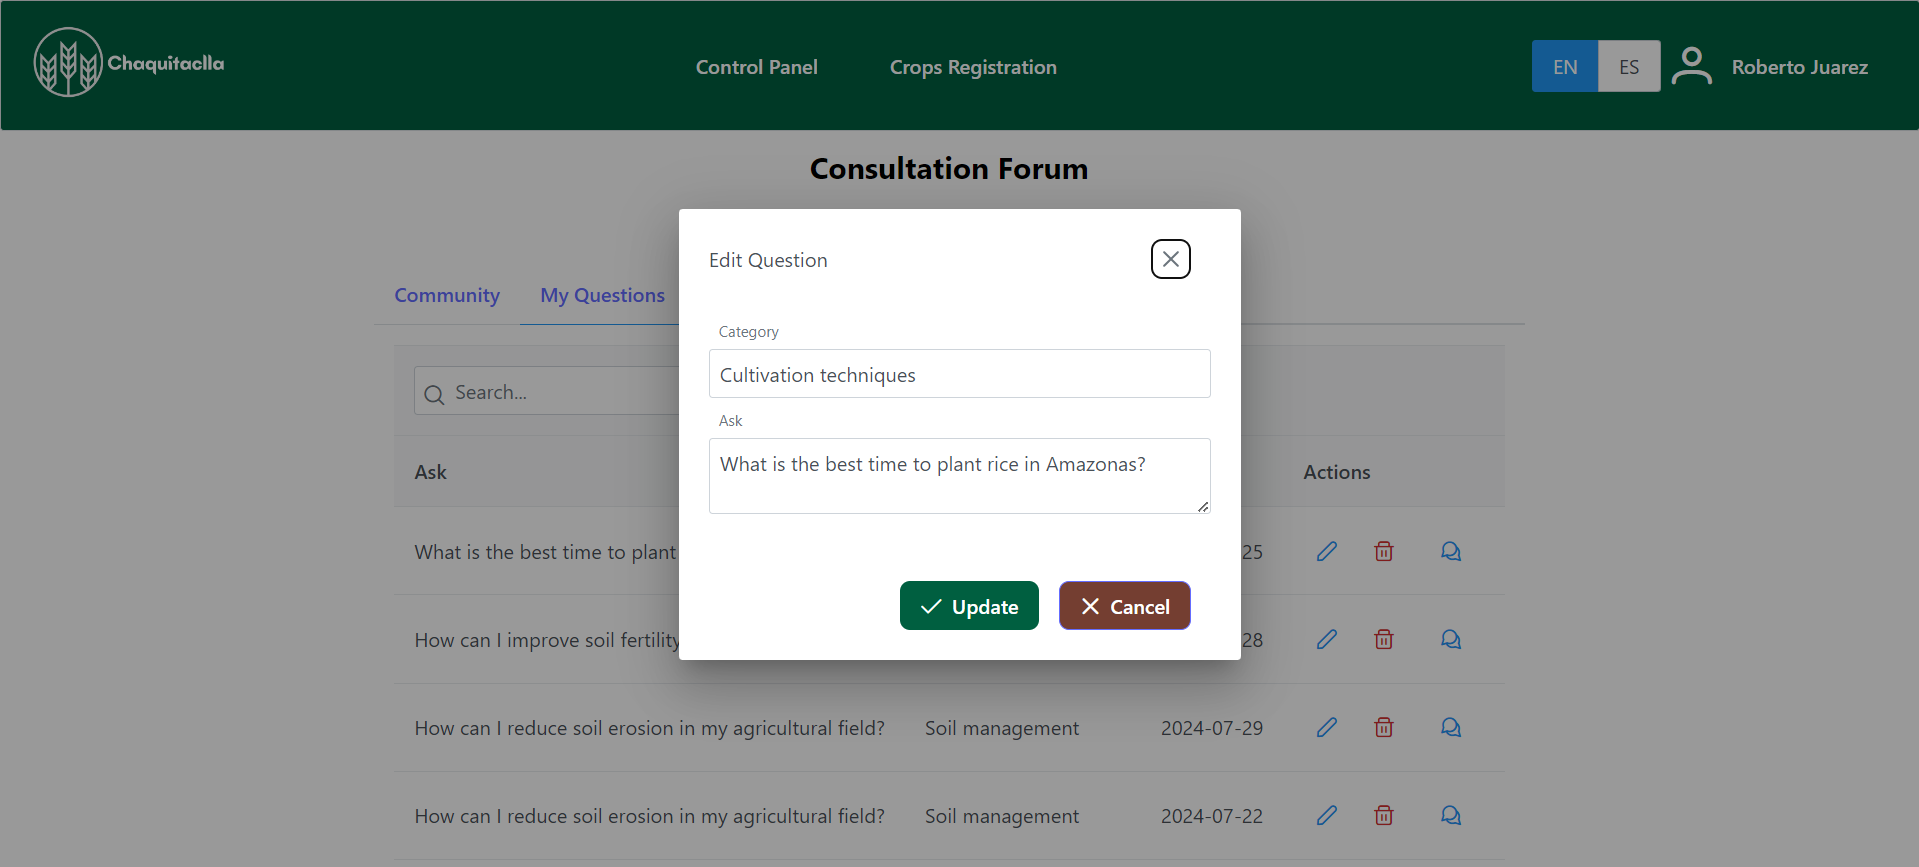 Chaquitaclla
Control Panel
Crops Registration
EN
ES
Roberto Juarez
Consultation Forum
Edit Question
Community
My Questions
Category
Cultivation techniques
Search...
Ask
What is the best time to plant rice in Amazonas?
Ask
Actions
What is the best time to plant
25
Update
Cancel
How can I improve soil fertility
28
How can I reduce soil erosion in my agricultural field?
Soil management
2024-07-29
How can I reduce soil erosion in my agricultural field?
Soil management
2024-07-22